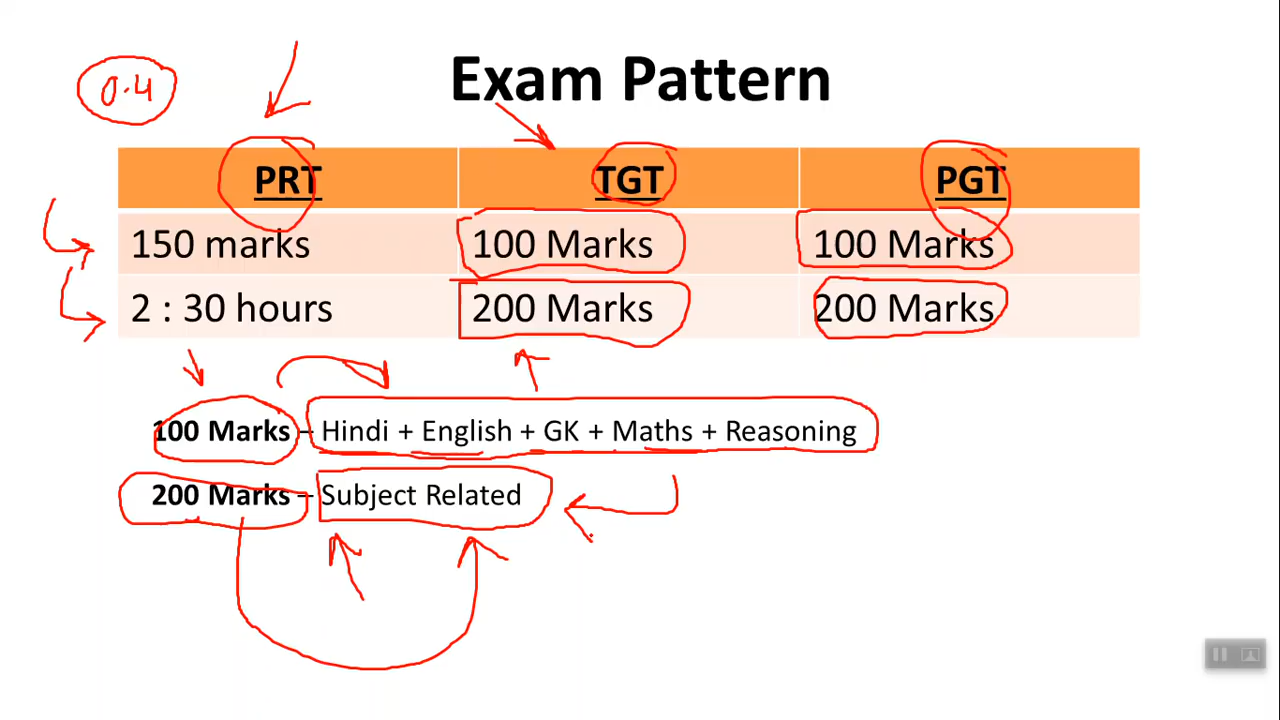 0.4
Exam Pattern
PRT TGT PGT
150 marks 100 Marks 100 Marks
2 : 30 hours 200 Marks 200 Marks
100 Marks – Hindi + English + GK + Maths + Reasoning
200 Marks – Subject Related